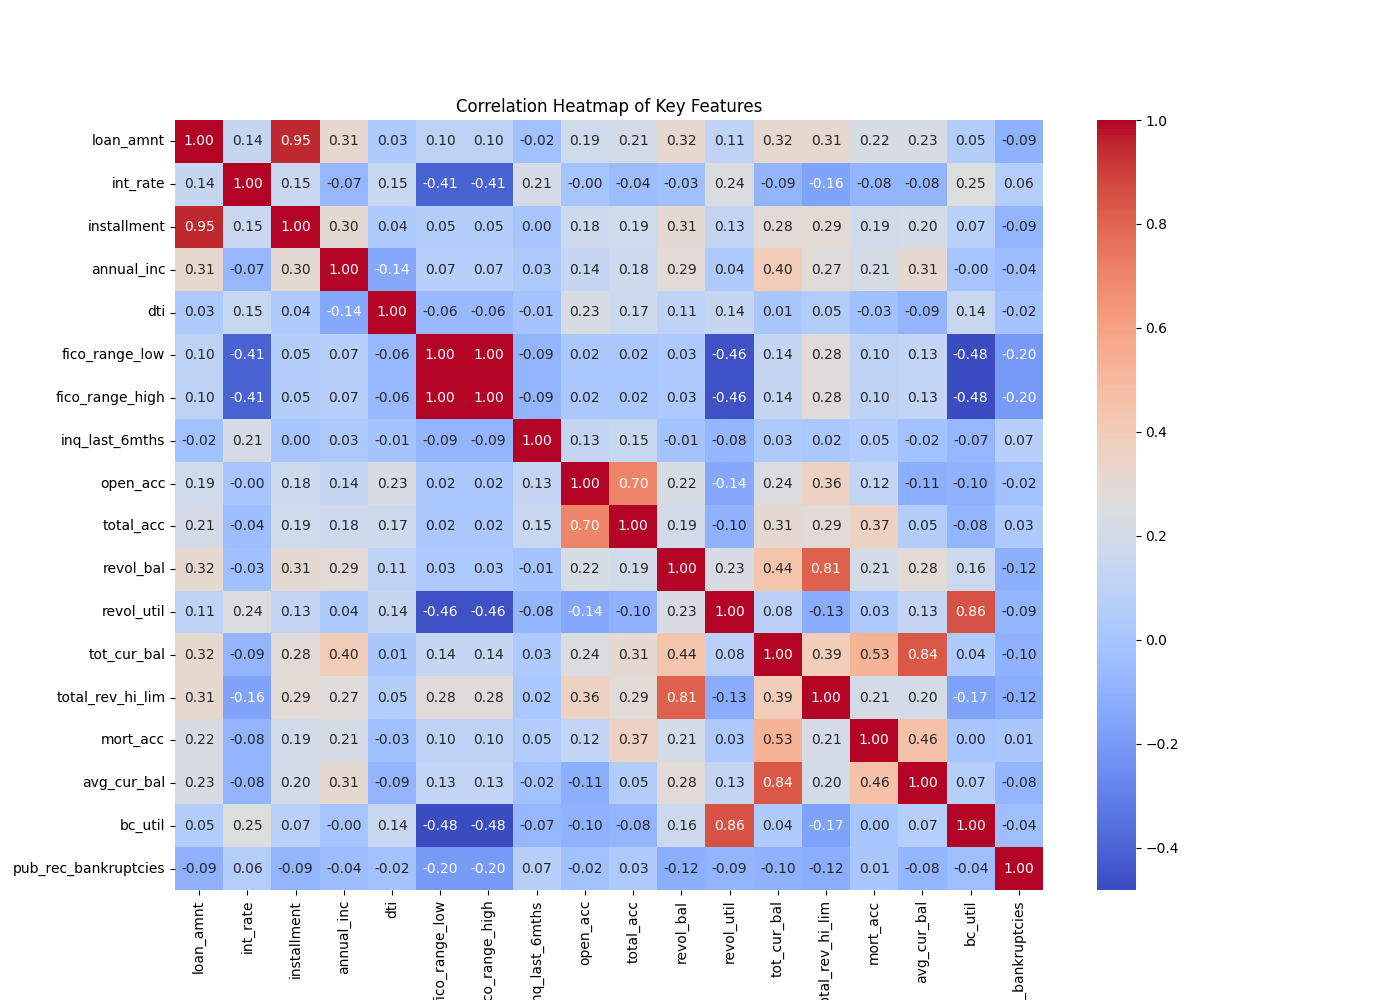 Correlation Heatmap of Key Features
loan_amnt 1.00 0.14 0.95 0.31 0.03 0.10 0.10 -0.02 0.19 0.21 0.32 0.11 0.32 0.31 0.22 0.23 0.05 -0.09
int_rate 0.14 1.00 0.15 -0.07 0.15 -0.41 -0.41 0.21 -0.00 -0.04 -0.03 0.24 -0.09 -0.16 -0.08 -0.08 0.25 0.06
installment 0.95 0.15 1.00 0.30 0.04 0.05 0.05 0.00 0.18 0.19 0.31 0.13 0.28 0.29 0.19 0.20 0.07 -0.09
annual_inc 0.31 -0.07 0.30 1.00 -0.14 0.07 0.07 0.03 0.14 0.18 0.29 0.04 0.40 0.27 0.21 0.31 -0.00 -0.04
dti 0.03 0.15 0.04 -0.14 1.00 -0.06 -0.06 -0.01 0.23 0.17 0.11 0.14 0.01 0.05 -0.03 -0.09 0.14 -0.02
fico_range_low 0.10 -0.41 0.05 0.07 -0.06 1.00 1.00 -0.09 0.02 0.02 0.03 -0.46 0.14 0.28 0.10 0.13 -0.48 -0.20
fico_range_high 0.10 -0.41 0.05 0.07 -0.06 1.00 1.00 -0.09 0.02 0.02 0.03 -0.46 0.14 0.28 0.10 0.13 -0.48 -0.20
inq_last_6mths -0.02 0.21 0.00 0.03 -0.01 -0.09 -0.09 1.00 0.13 0.15 -0.01 -0.08 0.03 0.02 0.05 -0.02 -0.07 0.07
open_acc 0.19 -0.00 0.18 0.14 0.23 0.02 0.02 0.13 1.00 0.70 0.22 -0.14 0.24 0.36 0.12 -0.11 -0.10 -0.02
total_acc 0.21 -0.04 0.19 0.18 0.17 0.02 0.02 0.15 0.70 1.00 0.19 -0.10 0.31 0.29 0.37 0.05 -0.08 0.03
revol_bal 0.32 -0.03 0.31 0.29 0.11 0.03 0.03 -0.01 0.22 0.19 1.00 0.23 0.44 0.81 0.21 0.28 0.16 -0.12
revol_util 0.11 0.24 0.13 0.04 0.14 -0.46 -0.46 -0.08 -0.14 -0.10 0.23 1.00 0.08 -0.13 0.03 0.13 0.86 -0.09
tot_cur_bal 0.32 -0.09 0.28 0.40 0.01 0.14 0.14 0.03 0.24 0.31 0.44 0.08 1.00 0.39 0.53 0.84 0.04 -0.10
total_rev_hi_lim 0.31 -0.16 0.29 0.27 0.05 0.28 0.28 0.02 0.36 0.29 0.81 -0.13 0.39 1.00 0.21 0.20 -0.17 -0.12
mort_acc 0.22 -0.08 0.19 0.21 -0.03 0.10 0.10 0.05 0.12 0.37 0.21 0.03 0.53 0.21 1.00 0.46 0.00 0.01
avg_cur_bal 0.23 -0.08 0.20 0.31 -0.09 0.13 0.13 -0.02 -0.11 0.05 0.28 0.13 0.84 0.20 0.46 1.00 0.07 -0.08
bc_util 0.05 0.25 0.07 -0.00 0.14 -0.48 -0.48 -0.07 -0.10 -0.08 0.16 0.86 0.04 -0.17 0.00 0.07 1.00 -0.04
pub_rec_bankruptcies -0.09 0.06 -0.09 -0.04 -0.02 -0.20 -0.20 0.07 -0.02 0.03 -0.12 -0.09 -0.10 -0.12 0.01 -0.08 -0.04 1.00
loan_amnt
int_rate
installment
annual_inc
dti
fico_range_low
co_range_high
nq_last_6mths
open_acc
total_acc
revol_bal
revol_util
tot_cur_bal
otal_rev_hi_lim
mort_acc
avg_cur_bal
bc_util
_bankruptcies
1.0
0.8
0.6
0.4
0.2
0.0
−0.2
−0.4